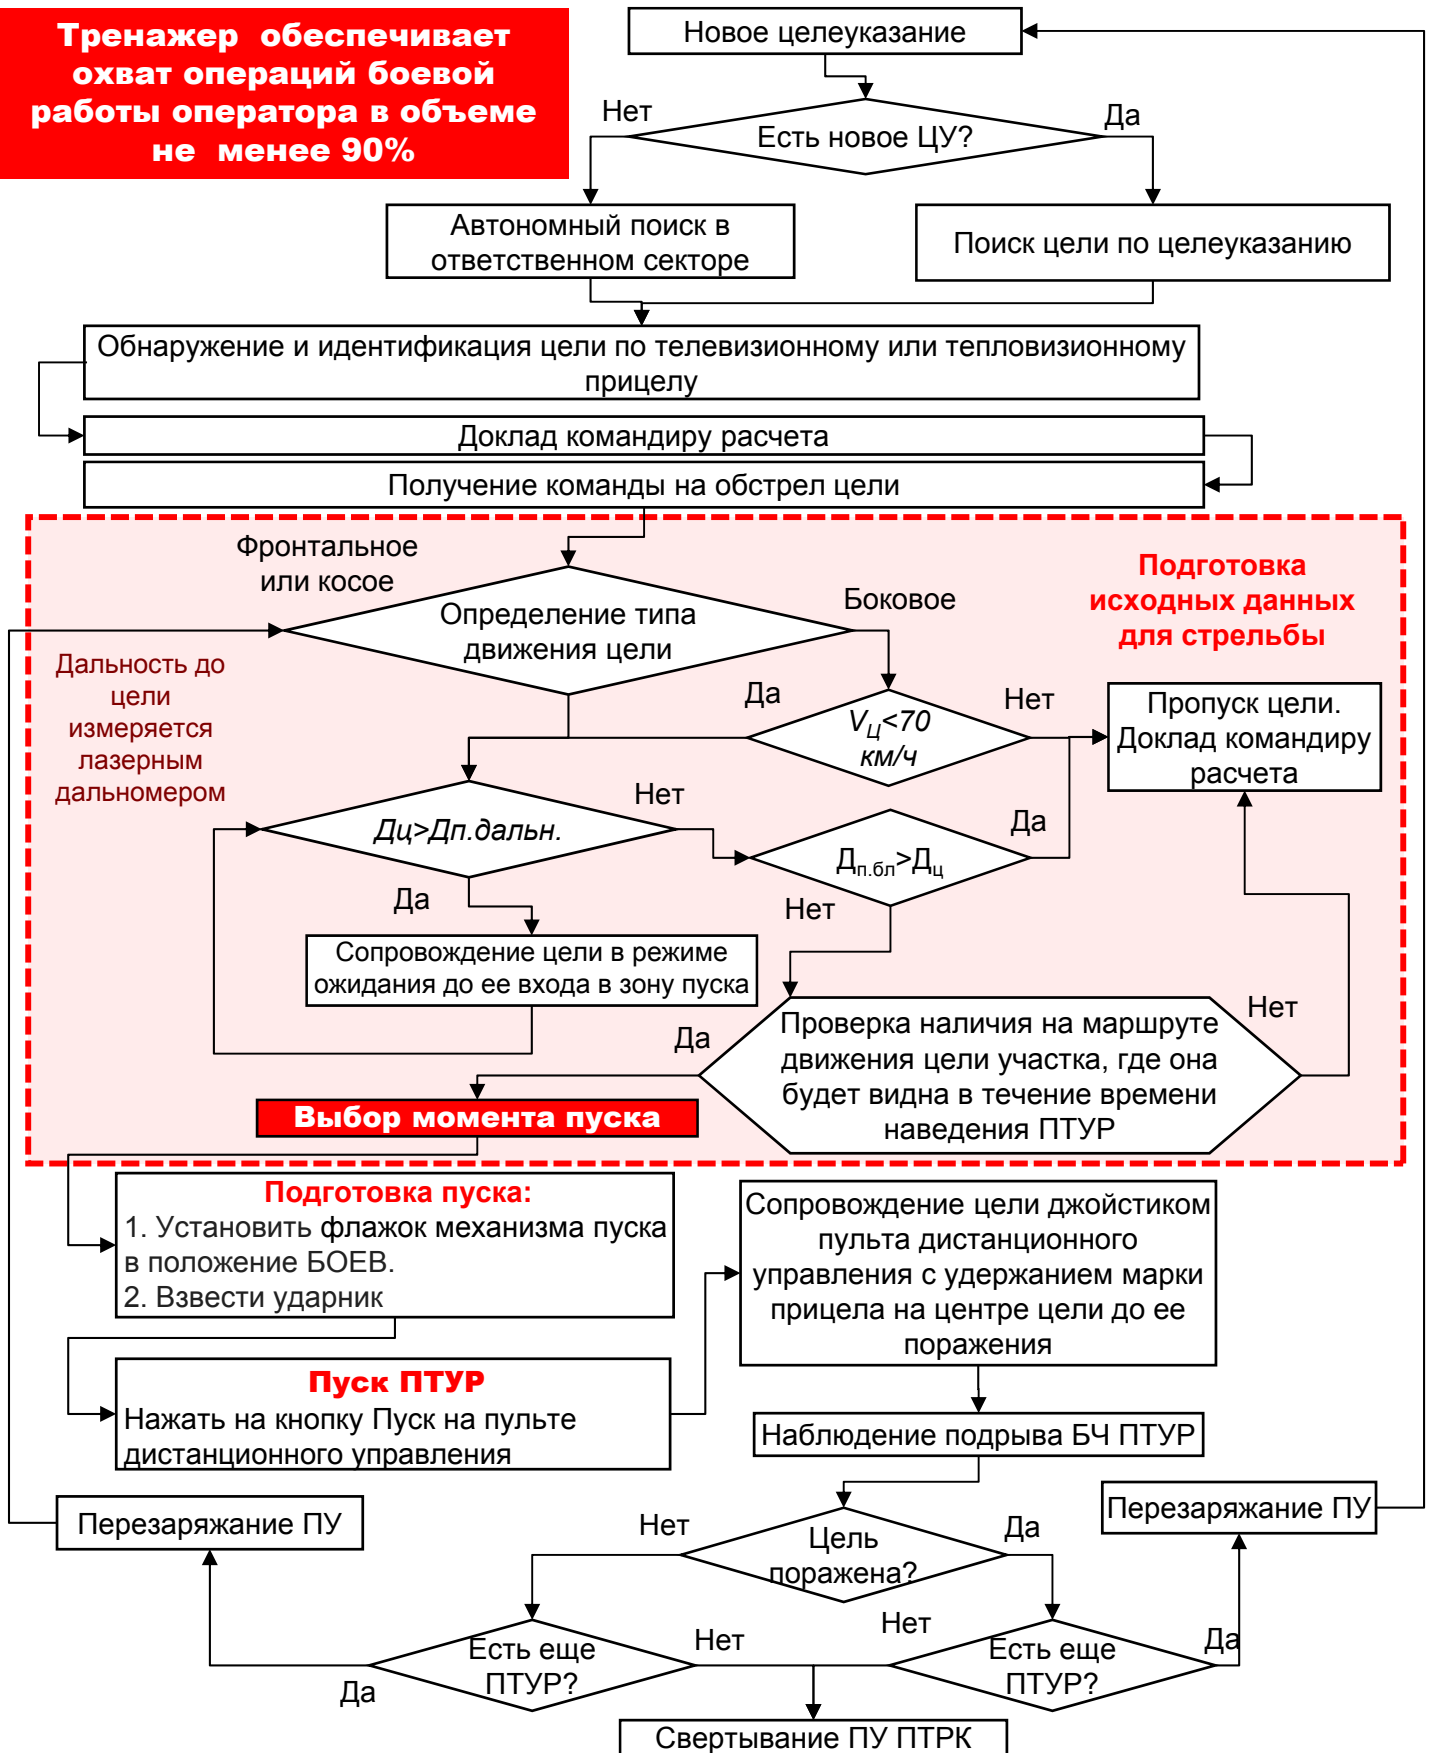 Тренажер обеспечивает
охват операций боевой
работы оператора в объеме
не менее 90%
Новое целеуказание
Нет
Да
Есть новое ЦУ?
Автономный поиск в
ответственном секторе
Поиск цели по целеуказанию
Обнаружение и идентификация цели по телевизионному или тепловизионному
прицелу
Доклад командиру расчета
Получение команды на обстрел цели
Фронтальное
или косое
Определение типа
движения цели
Боковое
Подготовка
исходных данных
для стрельбы
Дальность до
цели
измеряется
лазерным
дальномером
Да
Vц<70
км/ч
Нет
Пропуск цели.
Доклад командиру
расчета
Дц>Дп.дальн.
Нет
Да
Дп.бл>Дц
Да
Нет
Сопровождение цели в режиме
ожидания до ее входа в зону пуска
Да
Проверка наличия на маршруте
движения цели участка, где она
будет видна в течение времени
наведения ПТУР
Нет
Выбор момента пуска
Подготовка пуска:
1. Установить флажок механизма пуска
в положение БОЕВ.
2. Взвести ударник
Сопровождение цели джойстиком
пульта дистанционного
управления с удержанием марки
прицела на центре цели до ее
поражения
Пуск ПТУР
Нажать на кнопку Пуск на пульте
дистанционного управления
Наблюдение подрыва БЧ ПТУР
Перезаряжание ПУ
Перезаряжание ПУ
Нет
Да
Цель
поражена?
Есть еще
ПТУР?
Да
Нет
Нет
Есть еще
ПТУР?
Да
Свертывание ПУ ПТРК